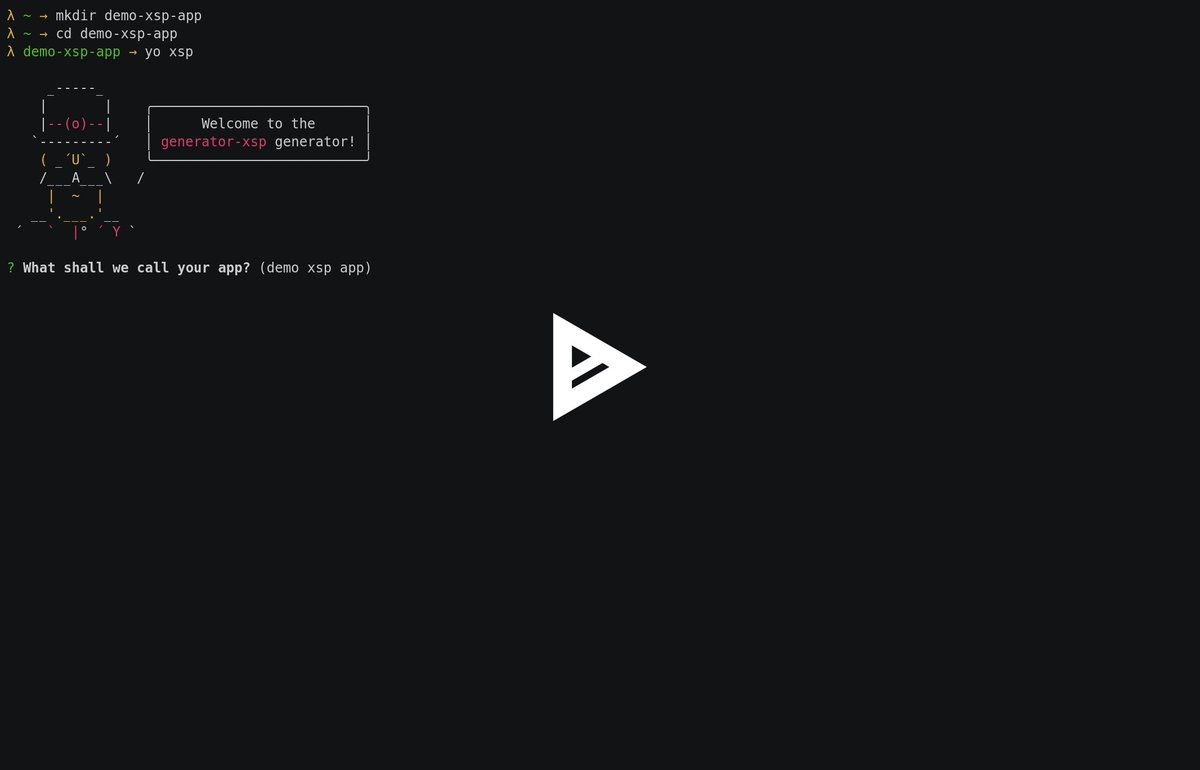 λ ~ → mkdir demo-xsp-app
λ ~ → cd demo-xsp-app
λ demo-xsp-app → yo xsp
     _-----_
    |       |    ╭──────────────────────────╮
    |--(o)--|    │      Welcome to the      │
   `---------´   │ generator-xsp generator! │
    ( _´U`_ )    ╰──────────────────────────╯
    /___A___\   /
     |  ~  |
   __'.___.'__
 ´   `  |° ´ Y `
? What shall we call your app? (demo xsp app)